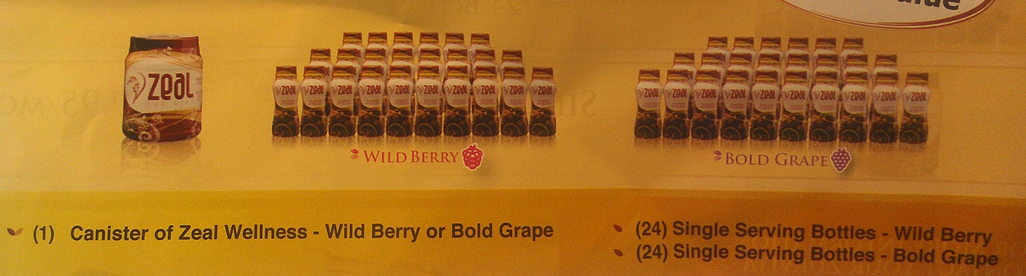 zeal
WILD BERRY
BOLD GRAPE
(1) Canister of Zeal Wellness - Wild Berry or Bold Grape
(24) Single Serving Bottles - Wild Berry
(24) Single Serving Bottles - Bold Grape